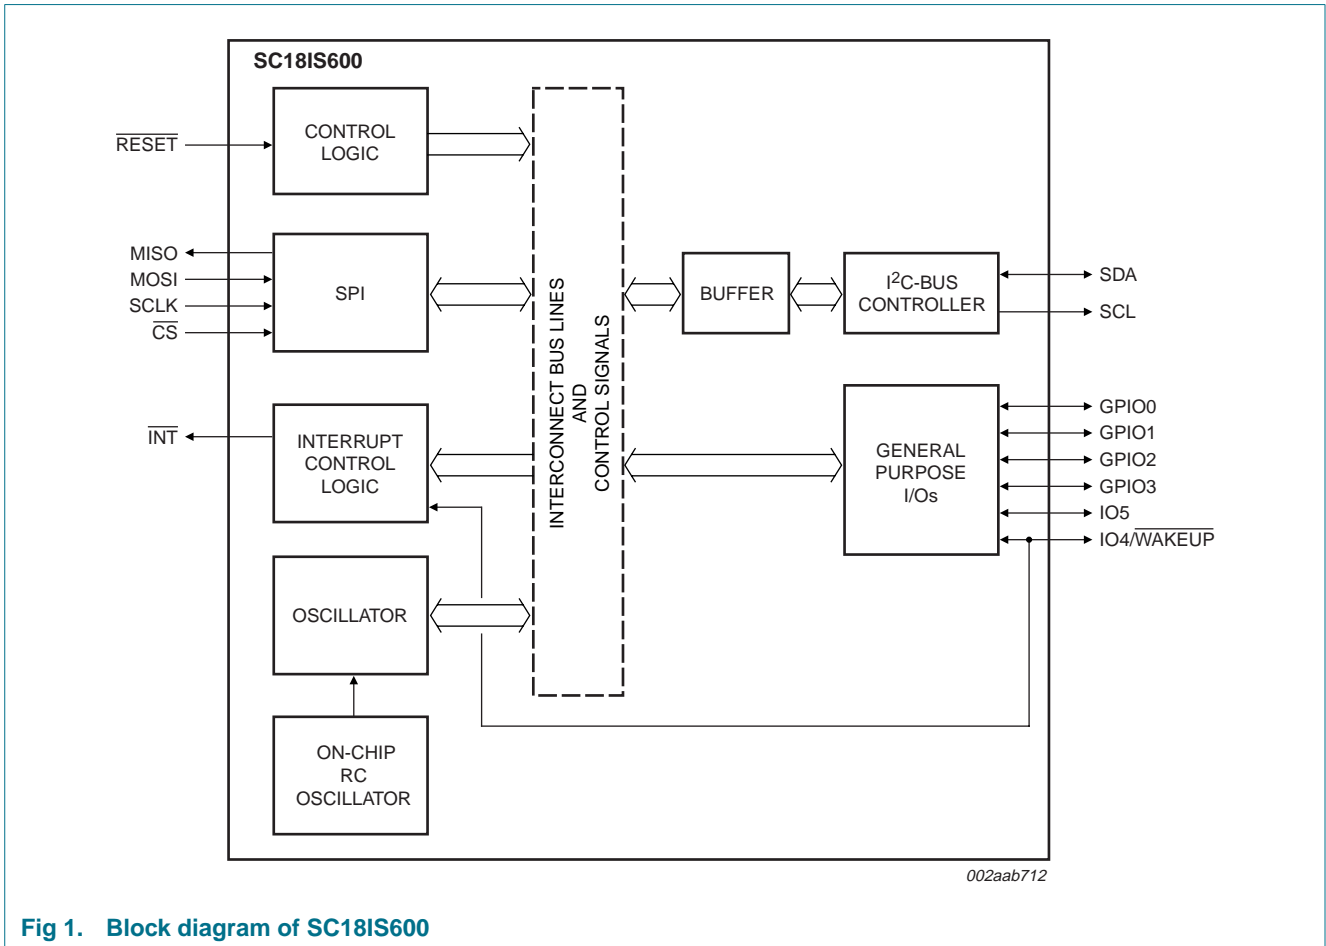 SC18IS600
CONTROL
LOGIC
RESET
MISO
MOSI
SCLK
CS
SPI
INT
INTERRUPT
CONTROL
LOGIC
OSCILLATOR
ON-CHIP
RC
OSCILLATOR
INTERCONNECT BUS LINES
AND
CONTROL SIGNALS
BUFFER
I²C-BUS
CONTROLLER
SDA
SCL
GENERAL
PURPOSE
I/Os
GPIO0
GPIO1
GPIO2
GPIO3
IO5
IO4/WAKEUP
002aab712
Fig 1. Block diagram of SC18IS600